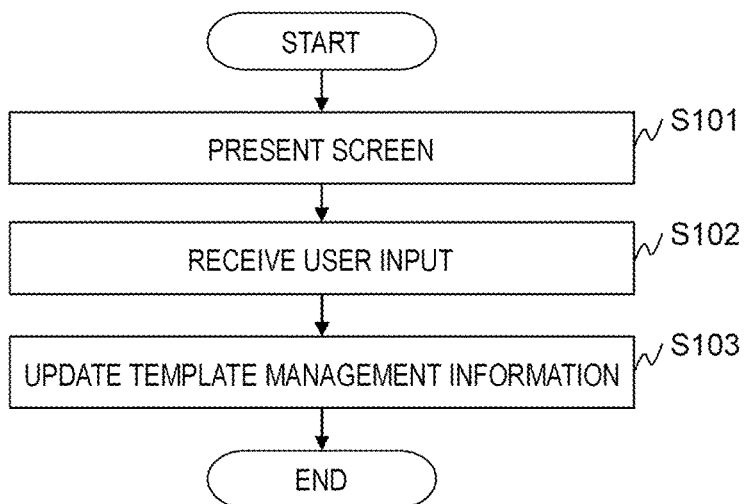 START
PRESENT SCREEN
S101
RECEIVE USER INPUT
S102
UPDATE TEMPLATE MANAGEMENT INFORMATION
S103
END